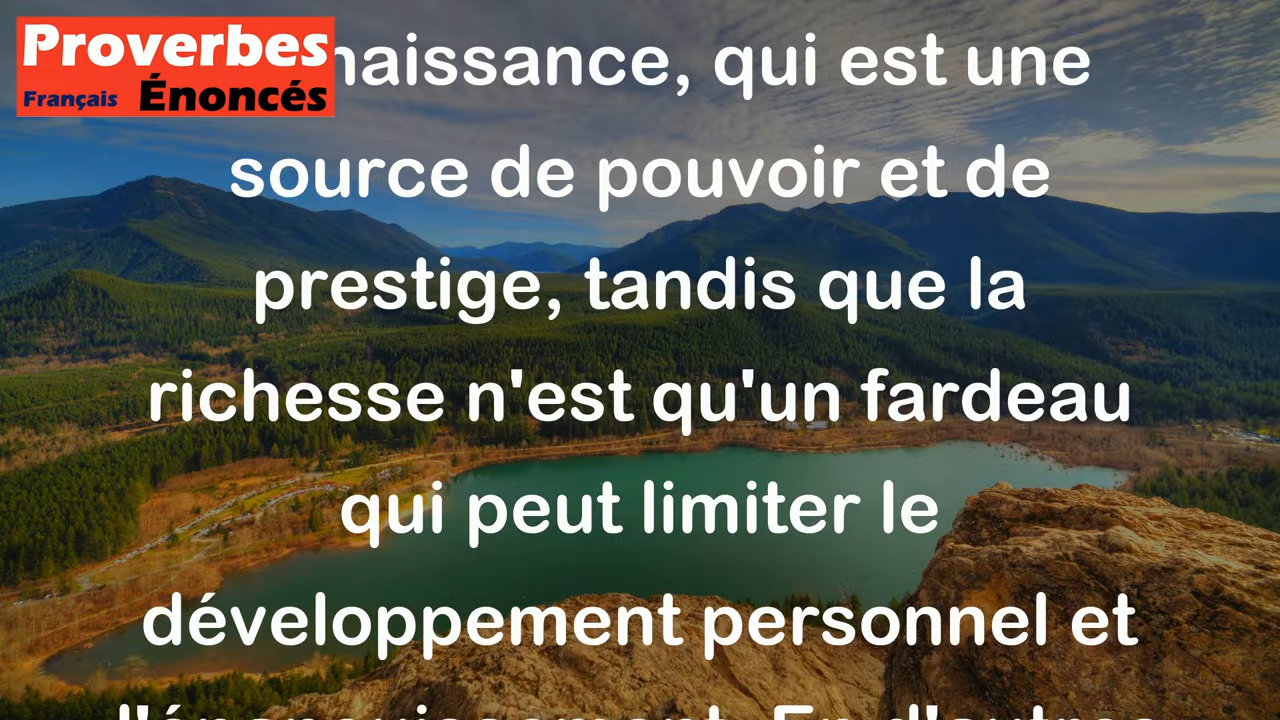 Proverbes
Français Énoncés
naissance, qui est une
source de pouvoir et de
prestige, tandis que la
richesse n'est qu'un fardeau
qui peut limiter le
développement personnel et